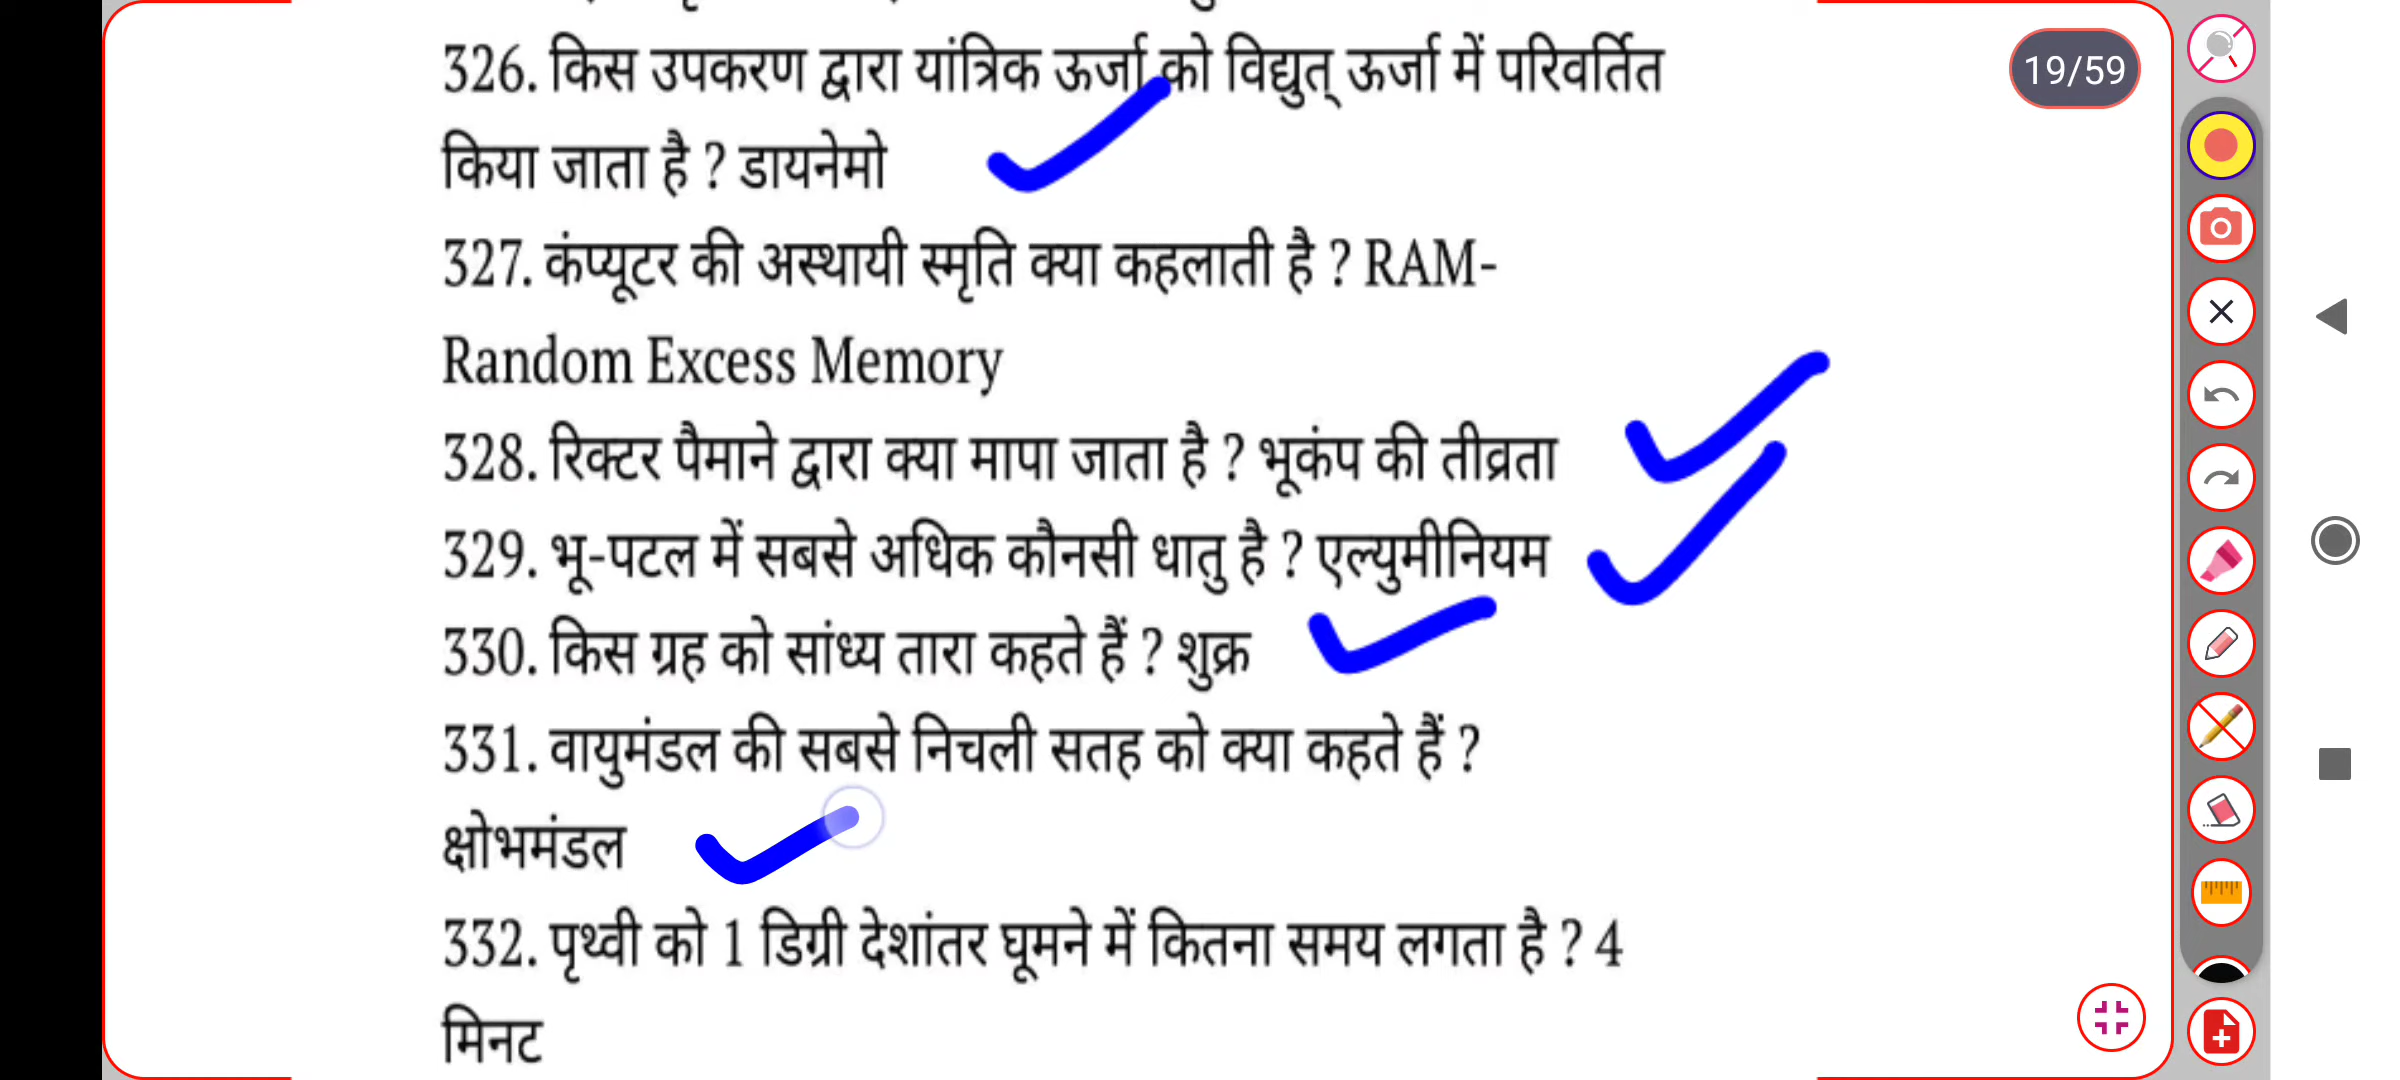 326. किस उपकरण द्वारा यांत्रिक ऊर्जा को विद्युत् ऊर्जा में परिवर्तित
19/59
किया जाता है ? डायनेमो
327. कंप्यूटर की अस्थायी स्मृति क्या कहलाती है ? RAM-
Random Excess Memory
328. रिक्टर पैमाने द्वारा क्या मापा जाता है ? भूकंप की तीव्रता
329. भू-पटल में सबसे अधिक कौनसी धातु है ? एल्युमीनियम
330. किस ग्रह को सांध्य तारा कहते हैं ? शुक्र
331. वायुमंडल की सबसे निचली सतह को क्या कहते हैं ?
क्षोभमंडल
332. पृथ्वी को 1 डिग्री देशांतर घूमने में कितना समय लगता है ? 4
मिनट